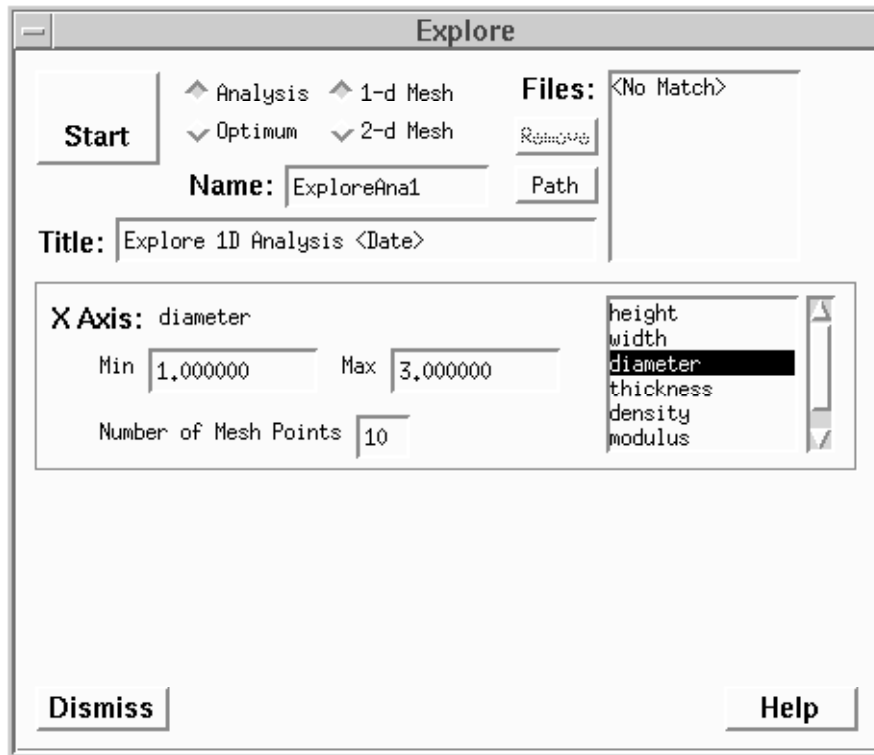 Explore
Start
Analysis
1-d Mesh
Optimum
2-d Mesh
Files:
<No Match>
Remove
Path
Name: ExploreAna1
Title: Explore 1D Analysis <Date>
X Axis: diameter
Min 1.000000 Max 3.000000
Number of Mesh Points 10
height
width
diameter
thickness
density
modulus
Dismiss
Help